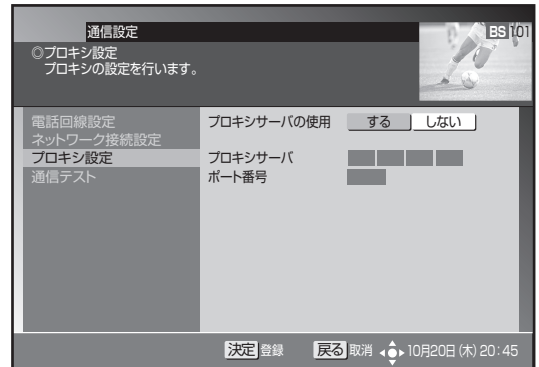 通信設定
BS 101
◎プロキシ設定
プロキシの設定を行います。
電話回線設定
ネットワーク接続設定
プロキシ設定
通信テスト
プロキシサーバの使用 する しない
プロキシサーバ
ポート番号
決定 登録 戻る 取消 10月20日(木)20:45